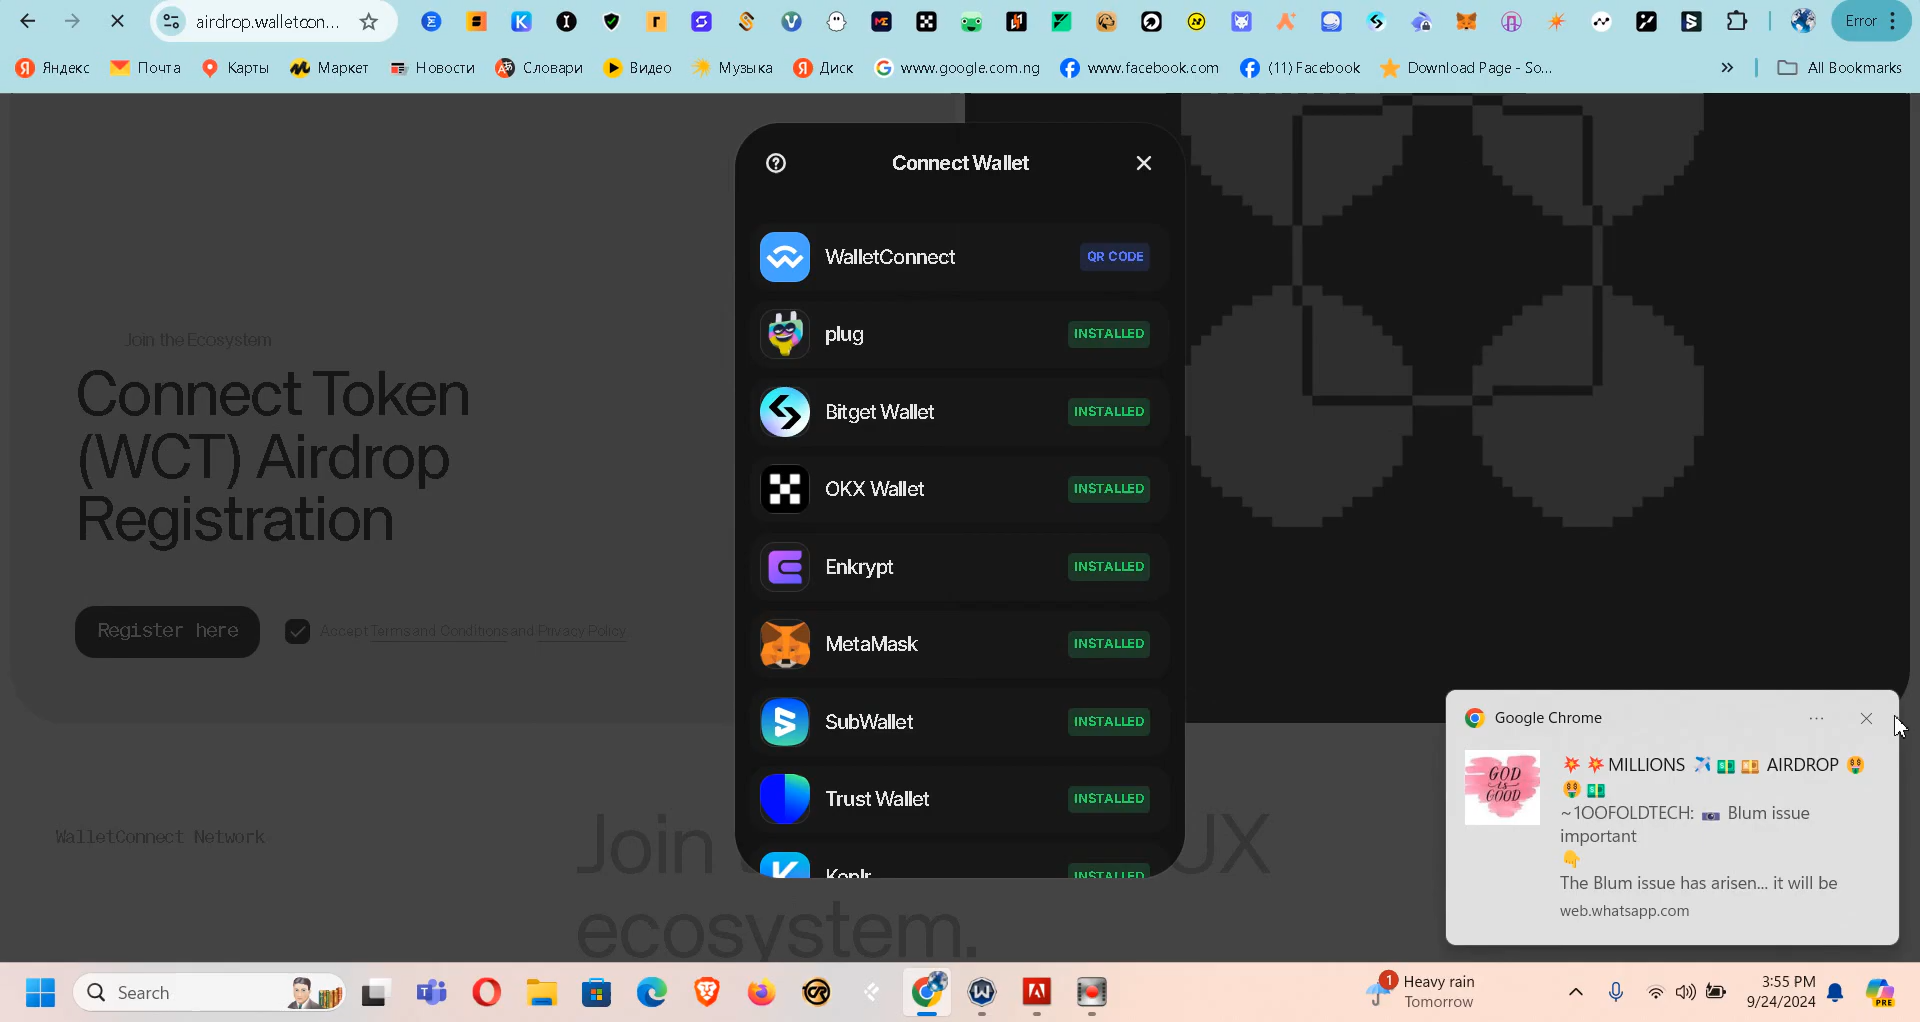 airdrop.walletcon...
Error
Яндекс
Почта
Карты
Маркет
Новости
Словари
Видео
Музыка
Диск
www.google.com.ng
www.facebook.com
(11) Facebook
Download Page - So...
All Bookmarks
Connect Wallet
WalletConnect
QR CODE
plug
INSTALLED
Bitget Wallet
INSTALLED
OKX Wallet
INSTALLED
Enkrypt
INSTALLED
MetaMask
INSTALLED
SubWallet
INSTALLED
Trust Wallet
INSTALLED
Keplr
INSTALLED
Join the Ecosystem
Connect Token
(WCT) Airdrop
Registration
Register here
Accept Terms and Conditions and Privacy Policy
WalletConnect Network
Join
UX
ecosystem.
Google Chrome
GOD
is
GOOD
💥 💥 MILLIONS ✈️ 💵 💴 AIRDROP 🤑
🤑 💵
~1OOFOLDTECH: 📷 Blum issue
important
👇
The Blum issue has arisen... it will be
web.whatsapp.com
Search
1
Heavy rain
Tomorrow
3:55 PM
9/24/2024
PRE